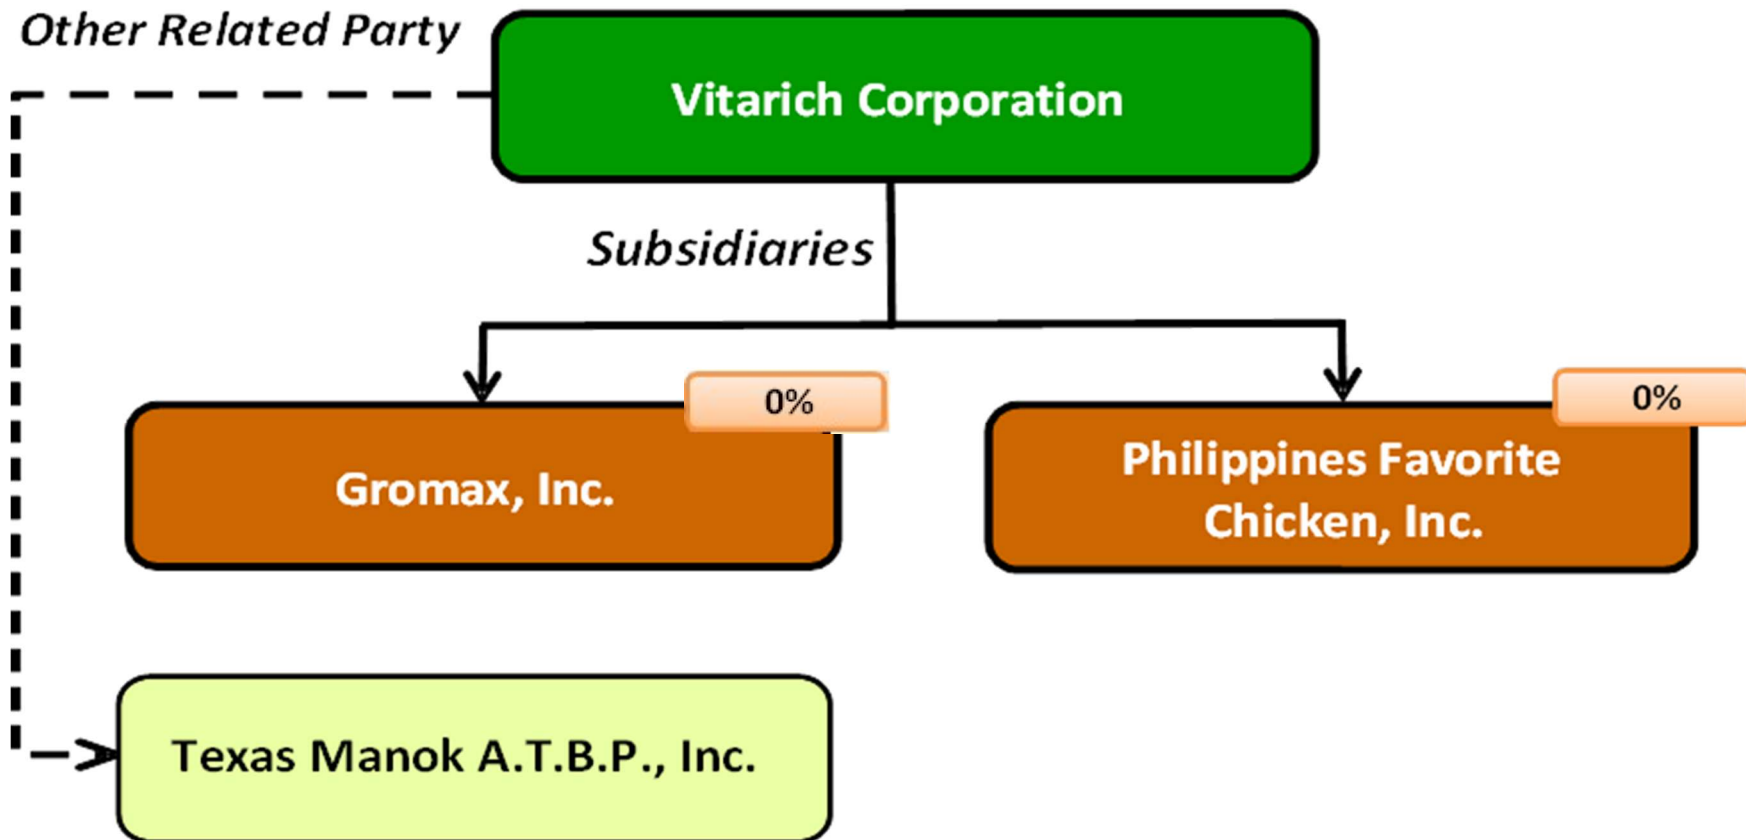 Other Related Party
Vitarich Corporation
Subsidiaries
0%
0%
Gromax, Inc.
Philippines Favorite
Chicken, Inc.
Texas Manok A.T.B.P., Inc.